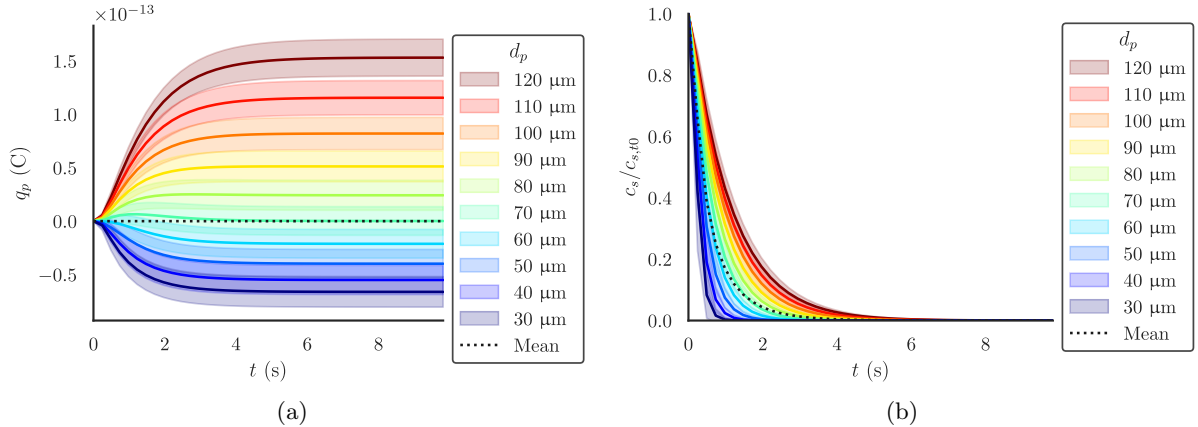 ×10⁻¹³
1.5
1.0
0.5
0.0
−0.5
q_p (C)
0
2
4
6
8
t (s)
d_p
120 µm
110 µm
100 µm
90 µm
80 µm
70 µm
60 µm
50 µm
40 µm
30 µm
Mean
(a)
1.0
0.8
0.6
0.4
0.2
0.0
c_s/c_{s,t0}
0
2
4
6
8
t (s)
d_p
120 µm
110 µm
100 µm
90 µm
80 µm
70 µm
60 µm
50 µm
40 µm
30 µm
Mean
(b)